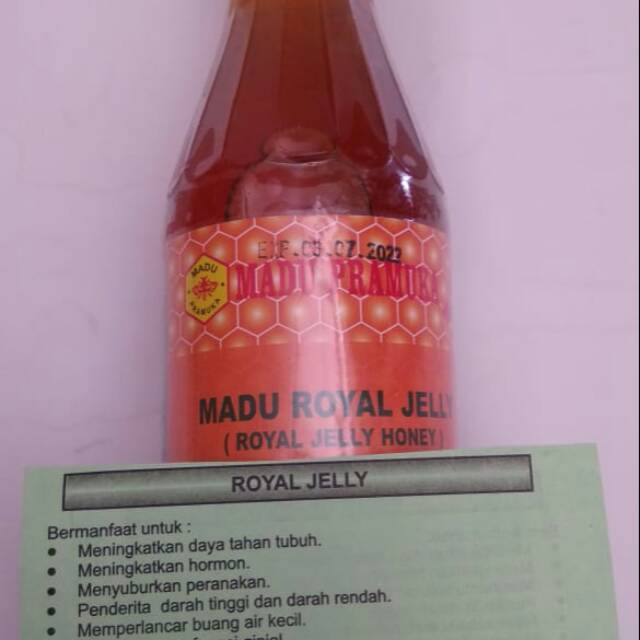 EXP.03.07.2022
MADU
PRAMUKA
MADU PRAMUKA
MADU ROYAL JELLY
( ROYAL JELLY HONEY )
ROYAL JELLY
Bermanfaat untuk :
• Meningkatkan daya tahan tubuh.
• Meningkatkan hormon.
• Menyuburkan peranakan.
• Penderita darah tinggi dan darah rendah.
• Memperlancar buang air kecil.